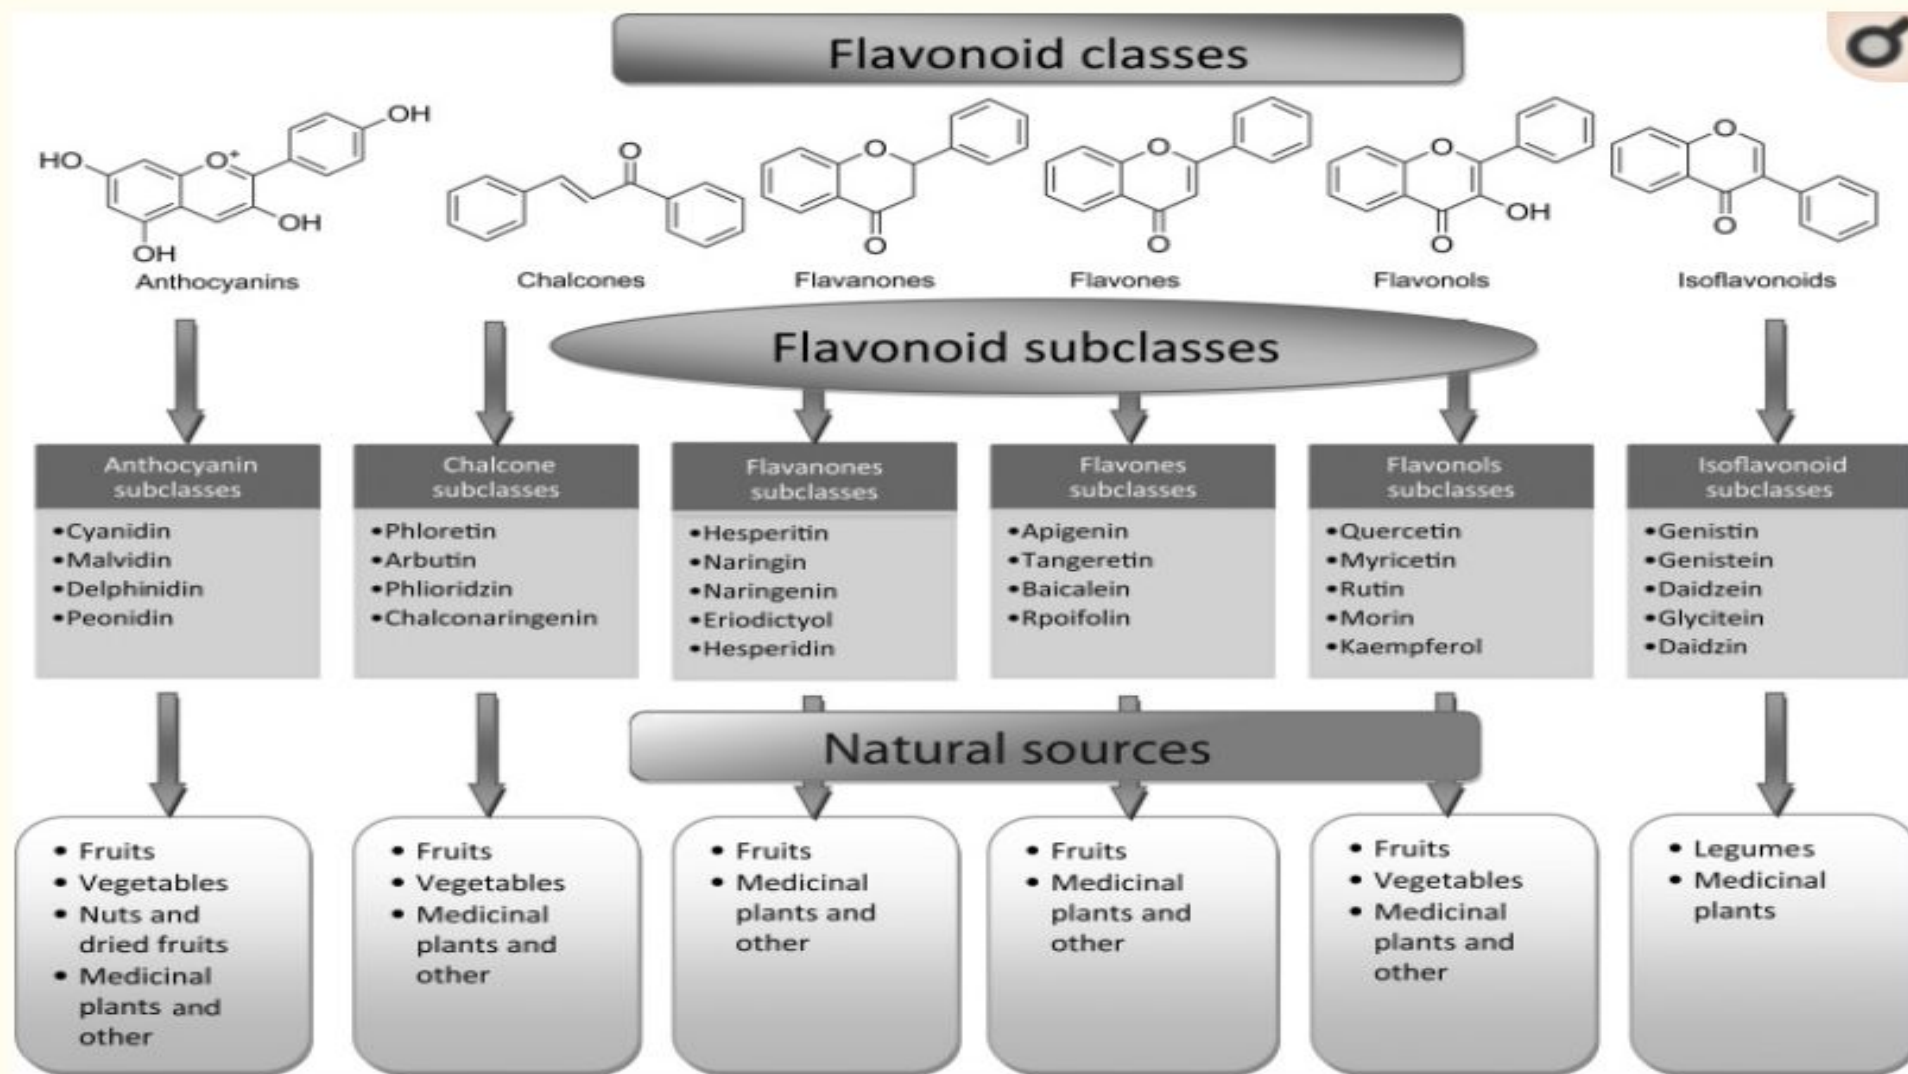 Flavonoid classes
OH
HO
O+
OH
OH
Anthocyanins
O
Chalcones
O
O
Flavanones
O
O
Flavones
O
OH
O
Flavonols
O
O
Isoflavonoids
Flavonoid subclasses
Anthocyanin
subclasses
•Cyanidin
•Malvidin
•Delphinidin
•Peonidin
Chalcone
subclasses
•Phloretin
•Arbutin
•Phlioridzin
•Chalconaringenin
Flavanones
subclasses
•Hesperitin
•Naringin
•Naringenin
•Eriodictyol
•Hesperidin
Flavones
subclasses
•Apigenin
•Tangeretin
•Baicalein
•Rpoifolin
Flavonols
subclasses
•Quercetin
•Myricetin
•Rutin
•Morin
•Kaempferol
Isoflavonoid
subclasses
•Genistin
•Genistein
•Daidzein
•Glycitein
•Daidzin
Natural sources
• Fruits
• Vegetables
• Nuts and
dried fruits
• Medicinal
plants and
other
• Fruits
• Vegetables
• Medicinal
plants and
other
• Fruits
• Medicinal
plants and
other
• Fruits
• Medicinal
plants and
other
• Fruits
• Vegetables
• Medicinal
plants and
other
• Legumes
• Medicinal
plants